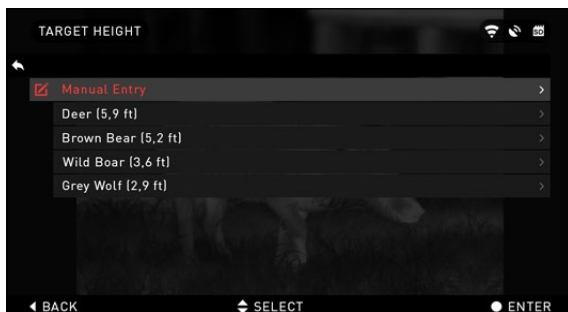 TARGET HEIGHT
SD
Manual Entry
Deer (5,9 ft)
Brown Bear (5,2 ft)
Wild Boar (3,6 ft)
Grey Wolf (2,9 ft)
BACK SELECT ENTER